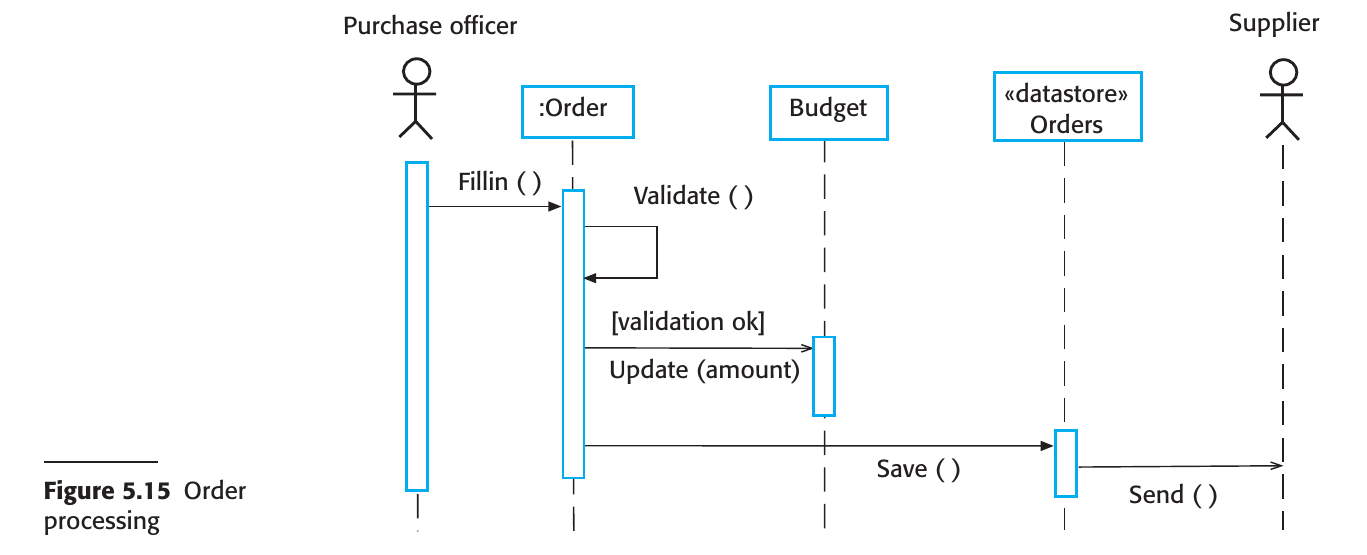 Purchase officer
Supplier
:Order
Budget
«datastore»
Orders
Fillin ( )
Validate ( )
[validation ok]
Update (amount)
Save ( )
Send ( )
Figure 5.15 Order
processing